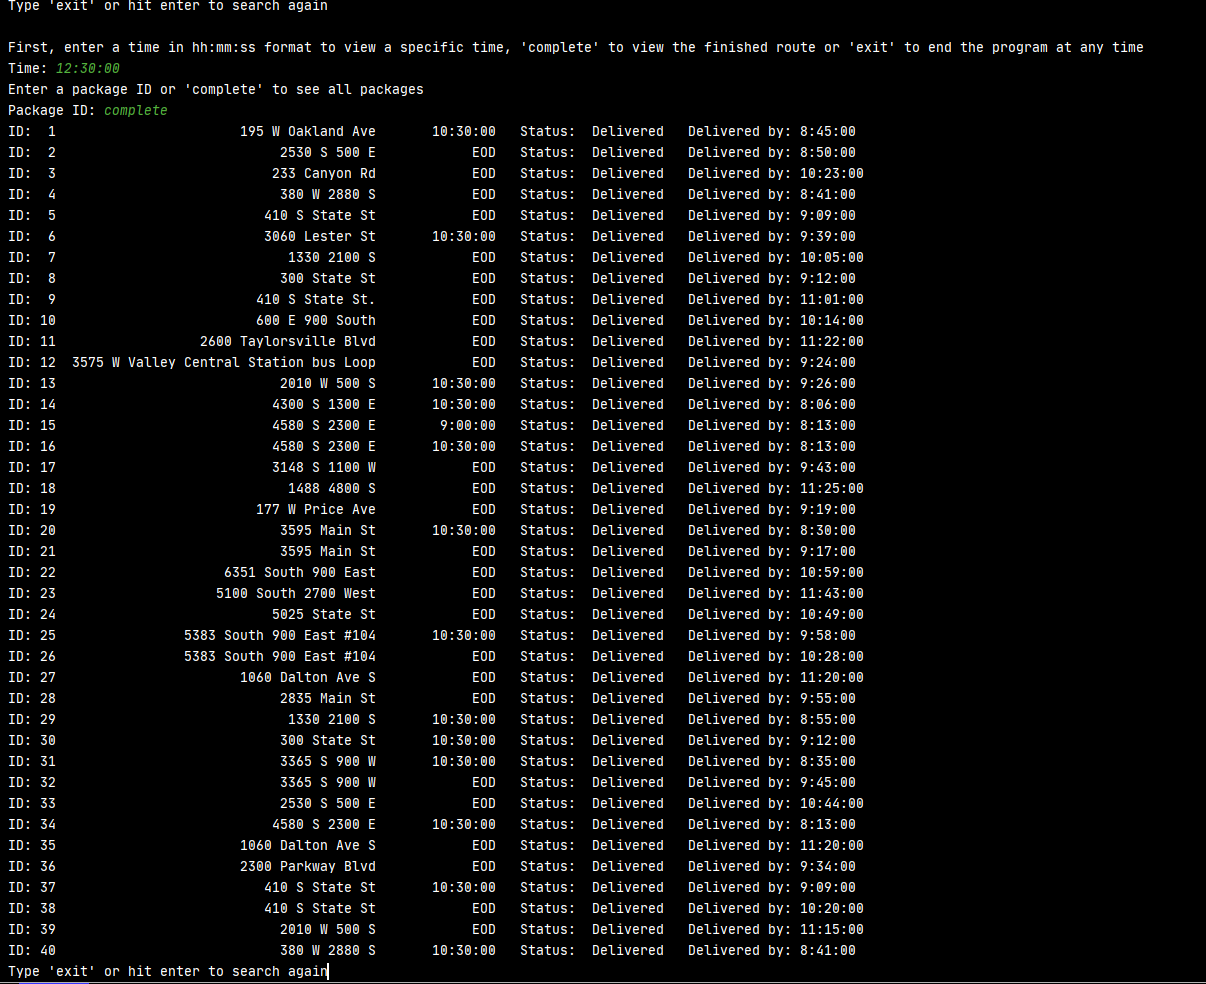 Type 'exit' or hit enter to search again
First, enter a time in hh:mm:ss format to view a specific time, 'complete' to view the finished route or 'exit' to end the program at any time
Time: 12:30:00
Enter a package ID or 'complete' to see all packages
Package ID: complete
ID:  1 195 W Oakland Ave 10:30:00 Status: Delivered Delivered by: 8:45:00
ID:  2 2530 S 500 E EOD Status: Delivered Delivered by: 8:50:00
ID:  3 233 Canyon Rd EOD Status: Delivered Delivered by: 10:23:00
ID:  4 380 W 2880 S EOD Status: Delivered Delivered by: 8:41:00
ID:  5 410 S State St EOD Status: Delivered Delivered by: 9:09:00
ID:  6 3060 Lester St 10:30:00 Status: Delivered Delivered by: 9:39:00
ID:  7 1330 2100 S EOD Status: Delivered Delivered by: 10:05:00
ID:  8 300 State St EOD Status: Delivered Delivered by: 9:12:00
ID:  9 410 S State St. EOD Status: Delivered Delivered by: 11:01:00
ID: 10 600 E 900 South EOD Status: Delivered Delivered by: 10:14:00
ID: 11 2600 Taylorsville Blvd EOD Status: Delivered Delivered by: 11:22:00
ID: 12 3575 W Valley Central Station bus Loop EOD Status: Delivered Delivered by: 9:24:00
ID: 13 2010 W 500 S 10:30:00 Status: Delivered Delivered by: 9:26:00
ID: 14 4300 S 1300 E 10:30:00 Status: Delivered Delivered by: 8:06:00
ID: 15 4580 S 2300 E 9:00:00 Status: Delivered Delivered by: 8:13:00
ID: 16 4580 S 2300 E 10:30:00 Status: Delivered Delivered by: 8:13:00
ID: 17 3148 S 1100 W EOD Status: Delivered Delivered by: 9:43:00
ID: 18 1488 4800 S EOD Status: Delivered Delivered by: 11:25:00
ID: 19 177 W Price Ave EOD Status: Delivered Delivered by: 9:19:00
ID: 20 3595 Main St 10:30:00 Status: Delivered Delivered by: 8:30:00
ID: 21 3595 Main St EOD Status: Delivered Delivered by: 9:17:00
ID: 22 6351 South 900 East EOD Status: Delivered Delivered by: 10:59:00
ID: 23 5100 South 2700 West EOD Status: Delivered Delivered by: 11:43:00
ID: 24 5025 State St EOD Status: Delivered Delivered by: 10:49:00
ID: 25 5383 South 900 East #104 10:30:00 Status: Delivered Delivered by: 9:58:00
ID: 26 5383 South 900 East #104 EOD Status: Delivered Delivered by: 10:28:00
ID: 27 1060 Dalton Ave S EOD Status: Delivered Delivered by: 11:20:00
ID: 28 2835 Main St EOD Status: Delivered Delivered by: 9:55:00
ID: 29 1330 2100 S 10:30:00 Status: Delivered Delivered by: 8:55:00
ID: 30 300 State St 10:30:00 Status: Delivered Delivered by: 9:12:00
ID: 31 3365 S 900 W 10:30:00 Status: Delivered Delivered by: 8:35:00
ID: 32 3365 S 900 W EOD Status: Delivered Delivered by: 9:45:00
ID: 33 2530 S 500 E EOD Status: Delivered Delivered by: 10:44:00
ID: 34 4580 S 2300 E 10:30:00 Status: Delivered Delivered by: 8:13:00
ID: 35 1060 Dalton Ave S EOD Status: Delivered Delivered by: 11:20:00
ID: 36 2300 Parkway Blvd EOD Status: Delivered Delivered by: 9:34:00
ID: 37 410 S State St 10:30:00 Status: Delivered Delivered by: 9:09:00
ID: 38 410 S State St EOD Status: Delivered Delivered by: 10:20:00
ID: 39 2010 W 500 S EOD Status: Delivered Delivered by: 11:15:00
ID: 40 380 W 2880 S 10:30:00 Status: Delivered Delivered by: 8:41:00
Type 'exit' or hit enter to search again